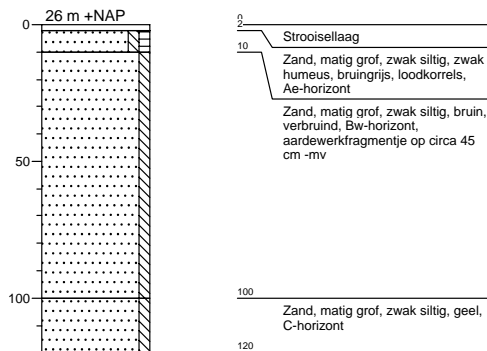 26 m +NAP
0
50
100
0
2
Strooisellaag
10
Zand, matig grof, zwak siltig, zwak
humeus, bruingrijs, loodkorrels,
Ae-horizont
Zand, matig grof, zwak siltig, bruin,
verbruind, Bw-horizont,
aardewerkfragmentje op circa 45
cm -mv
100
Zand, matig grof, zwak siltig, geel,
C-horizont
120